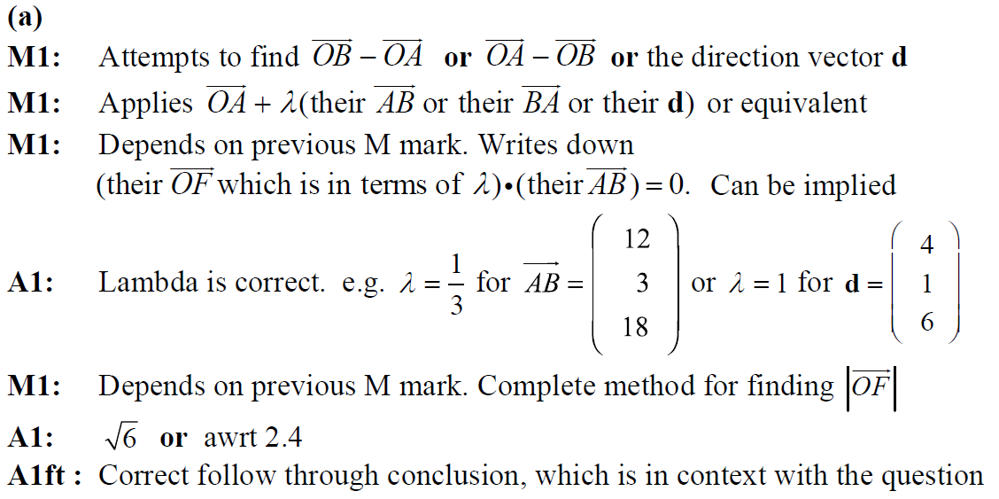 (a)
M1: Attempts to find $\overrightarrow{OB} - \overrightarrow{OA}$ or $\overrightarrow{OA} - \overrightarrow{OB}$ or the direction vector d
M1: Applies $\overrightarrow{OA} + \lambda$(their $\overrightarrow{AB}$ or their $\overrightarrow{BA}$ or their d) or equivalent
M1: Depends on previous M mark. Writes down
(their $\overrightarrow{OF}$ which is in terms of $\lambda$)•(their $\overrightarrow{AB}$) = 0. Can be implied
A1: Lambda is correct. e.g. $\lambda = \frac{1}{3}$ for $\overrightarrow{AB} = \begin{pmatrix} 12 \\ 3 \\ 18 \end{pmatrix}$ or $\lambda = 1$ for d = $\begin{pmatrix} 4 \\ 1 \\ 6 \end{pmatrix}$
M1: Depends on previous M mark. Complete method for finding $\left|\overrightarrow{OF}\right|$
A1: $\sqrt{6}$ or awrt 2.4
A1ft : Correct follow through conclusion, which is in context with the question